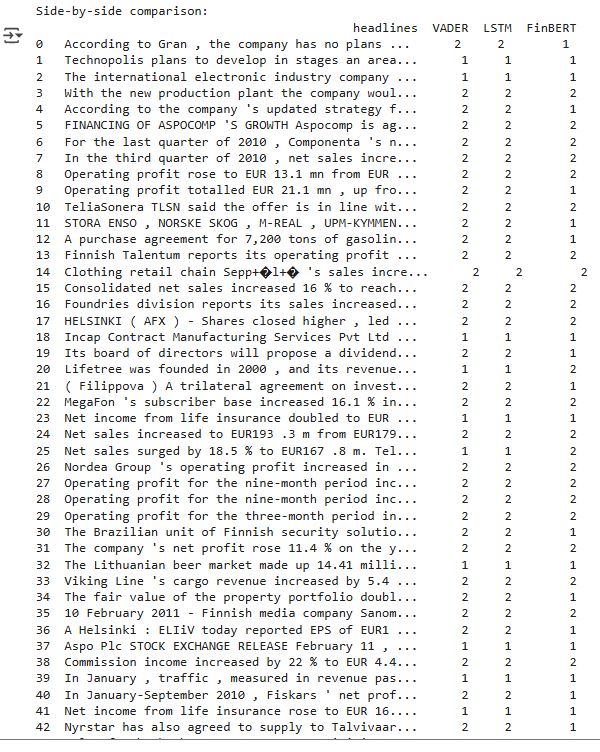 Side-by-side comparison:
headlines VADER LSTM FinBERT
0 According to Gran , the company has no plans ... 2 2 1
1 Technopolis plans to develop in stages an area... 1 1 1
2 The international electronic industry company ... 1 1 1
3 With the new production plant the company woul... 2 2 2
4 According to the company 's updated strategy f... 2 2 1
5 FINANCING OF ASPOCOMP 'S GROWTH Aspocomp is ag... 2 2 2
6 For the last quarter of 2010 , Componenta 's n... 2 2 2
7 In the third quarter of 2010 , net sales incre... 2 2 2
8 Operating profit rose to EUR 13.1 mn from EUR ... 2 2 2
9 Operating profit totalled EUR 21.1 mn , up fro... 2 2 1
10 TeliaSonera TLSN said the offer is in line wit... 2 2 2
11 STORA ENSO , NORSKE SKOG , M-REAL , UPM-KYMMEN... 2 2 1
12 A purchase agreement for 7,200 tons of gasolin... 2 2 1
13 Finnish Talentum reports its operating profit ... 2 2 2
14 Clothing retail chain Sepp+�l+� 's sales incre... 2 2 2
15 Consolidated net sales increased 16 % to reach... 2 2 2
16 Foundries division reports its sales increased... 2 2 2
17 HELSINKI ( AFX ) - Shares closed higher , led ... 2 2 2
18 Incap Contract Manufacturing Services Pvt Ltd ... 1 1 1
19 Its board of directors will propose a dividend... 2 2 1
20 Lifetree was founded in 2000 , and its revenue... 1 1 2
21 ( Filippova ) A trilateral agreement on invest... 2 2 1
22 MegaFon 's subscriber base increased 16.1 % in... 2 2 2
23 Net income from life insurance doubled to EUR ... 1 1 1
24 Net sales increased to EUR193 .3 m from EUR179... 2 2 2
25 Net sales surged by 18.5 % to EUR167 .8 m. Tel... 1 1 2
26 Nordea Group 's operating profit increased in ... 2 2 2
27 Operating profit for the nine-month period inc... 2 2 2
28 Operating profit for the nine-month period inc... 2 2 2
29 Operating profit for the three-month period in... 2 2 2
30 The Brazilian unit of Finnish security solutio... 2 2 1
31 The company 's net profit rose 11.4 % on the y... 2 2 2
32 The Lithuanian beer market made up 14.41 milli... 1 1 1
33 Viking Line 's cargo revenue increased by 5.4 ... 2 2 2
34 The fair value of the property portfolio doubl... 2 2 1
35 10 February 2011 - Finnish media company Sanom... 2 2 2
36 A Helsinki : ELIiV today reported EPS of EUR1 ... 2 2 1
37 Aspo Plc STOCK EXCHANGE RELEASE February 11 , ... 1 1 1
38 Commission income increased by 22 % to EUR 4.4... 2 2 2
39 In January , traffic , measured in revenue pas... 1 1 1
40 In January-September 2010 , Fiskars ' net prof... 2 2 1
41 Net income from life insurance rose to EUR 16.... 1 1 1
42 Nyrstar has also agreed to supply to Talvivaar... 2 2 1